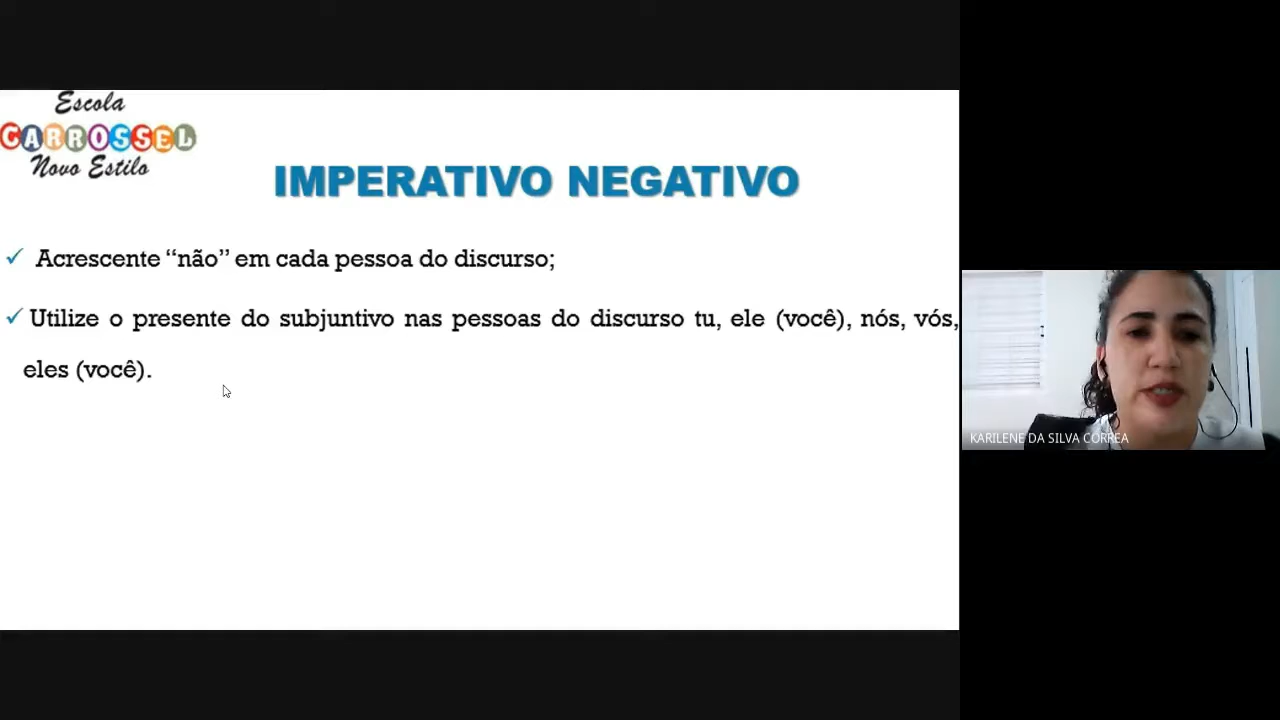 Escola
CARROSSEL
Novo Estilo
IMPERATIVO NEGATIVO
✓ Acrescente “não” em cada pessoa do discurso;
✓ Utilize o presente do subjuntivo nas pessoas do discurso tu, ele (você), nós, vós,
eles (você).
KARILENE DA SILVA CORREA